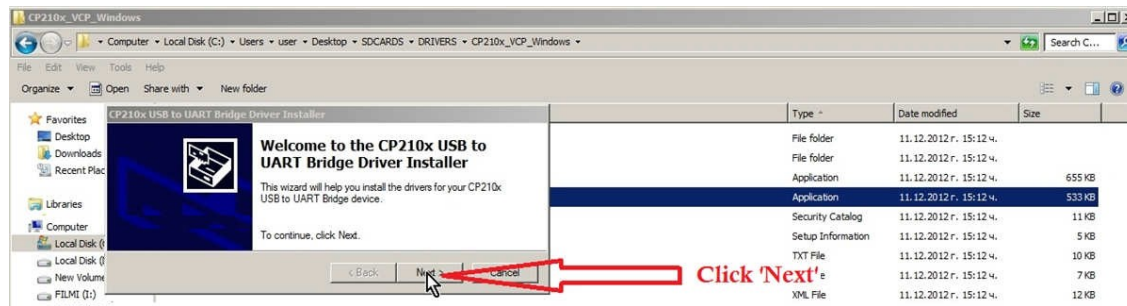 CP210x_VCP_Windows
Computer Local Disk (C:) Users user Desktop SDCARDS DRIVERS CP210x_VCP_Windows
Search C...
File Edit View Tools Help
Organize Open Share with New folder
CP210x USB to UART Bridge Driver Installer
Type Date modified Size
Favorites
Desktop
Downloads
Recent Plac
Libraries
Computer
Local Disk (
Local Disk (
New Volume
FILMI (I:)
Welcome to the CP210x USB to
UART Bridge Driver Installer
This wizard will help you install the drivers for your CP210x
USB to UART Bridge device.
To continue, click Next.
< Back Next > Cancel
Click 'Next'
File folder 11.12.2012 г. 15:12 ч.
File folder 11.12.2012 г. 15:12 ч.
Application 11.12.2012 г. 15:12 ч. 655 KB
Application 11.12.2012 г. 15:12 ч. 533 KB
Security Catalog 11.12.2012 г. 15:12 ч. 11 KB
Setup Information 11.12.2012 г. 15:12 ч. 5 KB
TXT File 11.12.2012 г. 15:12 ч. 10 KB
11.12.2012 г. 15:12 ч. 7 KB
XML File 11.12.2012 г. 15:12 ч. 12 KB